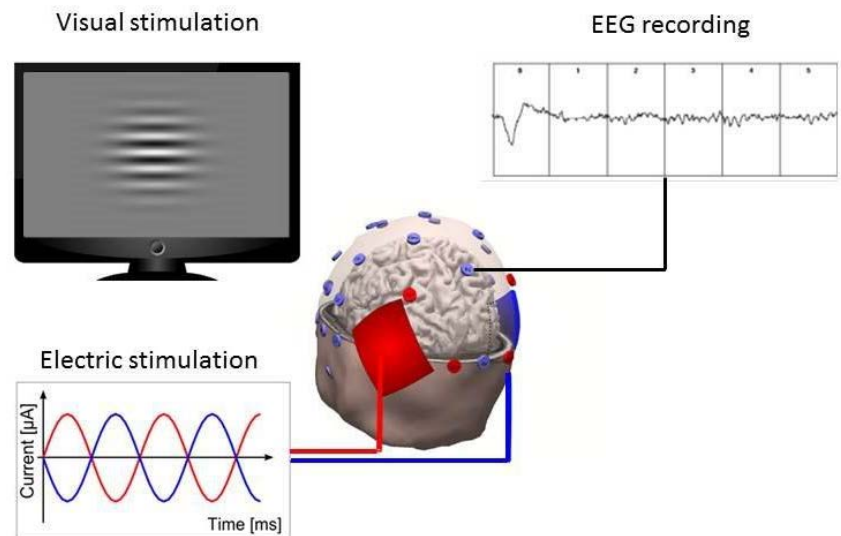 Visual stimulation
EEG recording
0 1 2 3 4 5
Electric stimulation
Current [µA]
Time [ms]